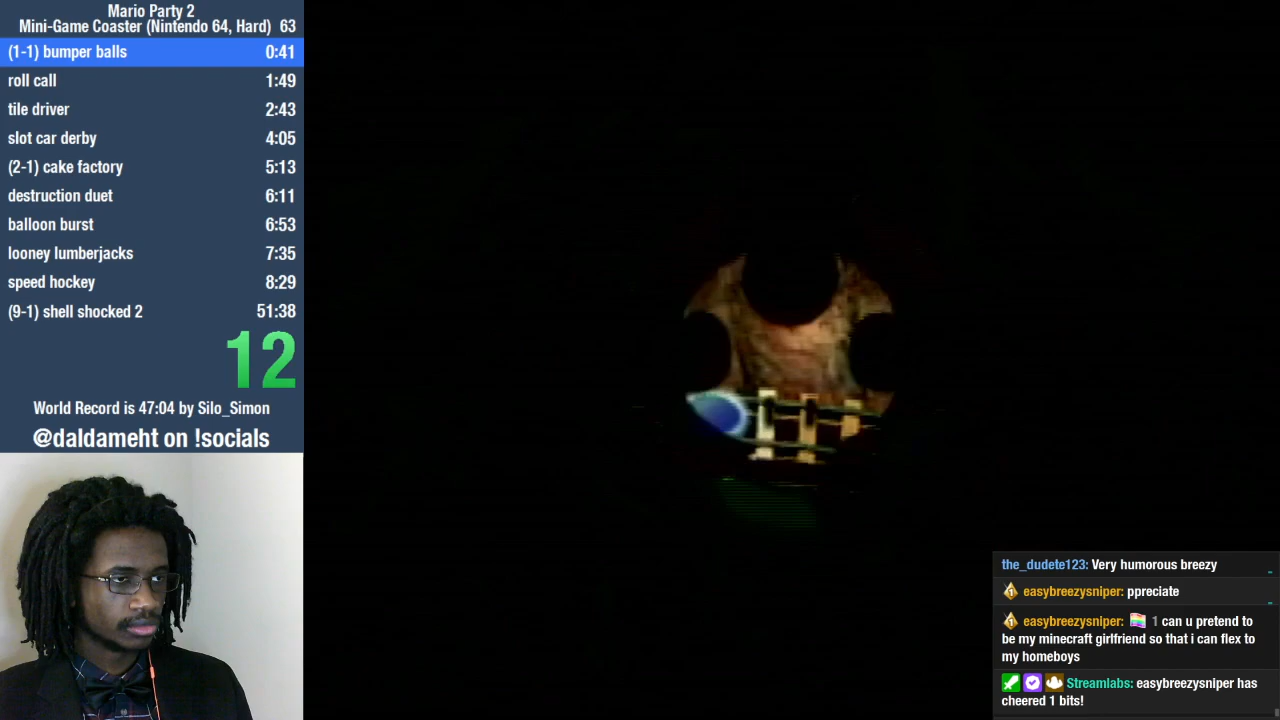 Mario Party 2
Mini-Game Coaster (Nintendo 64, Hard) 63
(1-1) bumper balls 0:41
roll call 1:49
tile driver 2:43
slot car derby 4:05
(2-1) cake factory 5:13
destruction duet 6:11
balloon burst 6:53
looney lumberjacks 7:35
speed hockey 8:29
(9-1) shell shocked 2 51:38
12
World Record is 47:04 by Silo_Simon
@daldameht on !socials
the_dudete123: Very humorous breezy
easybreezysniper: ppreciate
easybreezysniper: 1 can u pretend to
be my minecraft girlfriend so that i can flex to
my homeboys
Streamlabs: easybreezysniper has
cheered 1 bits!